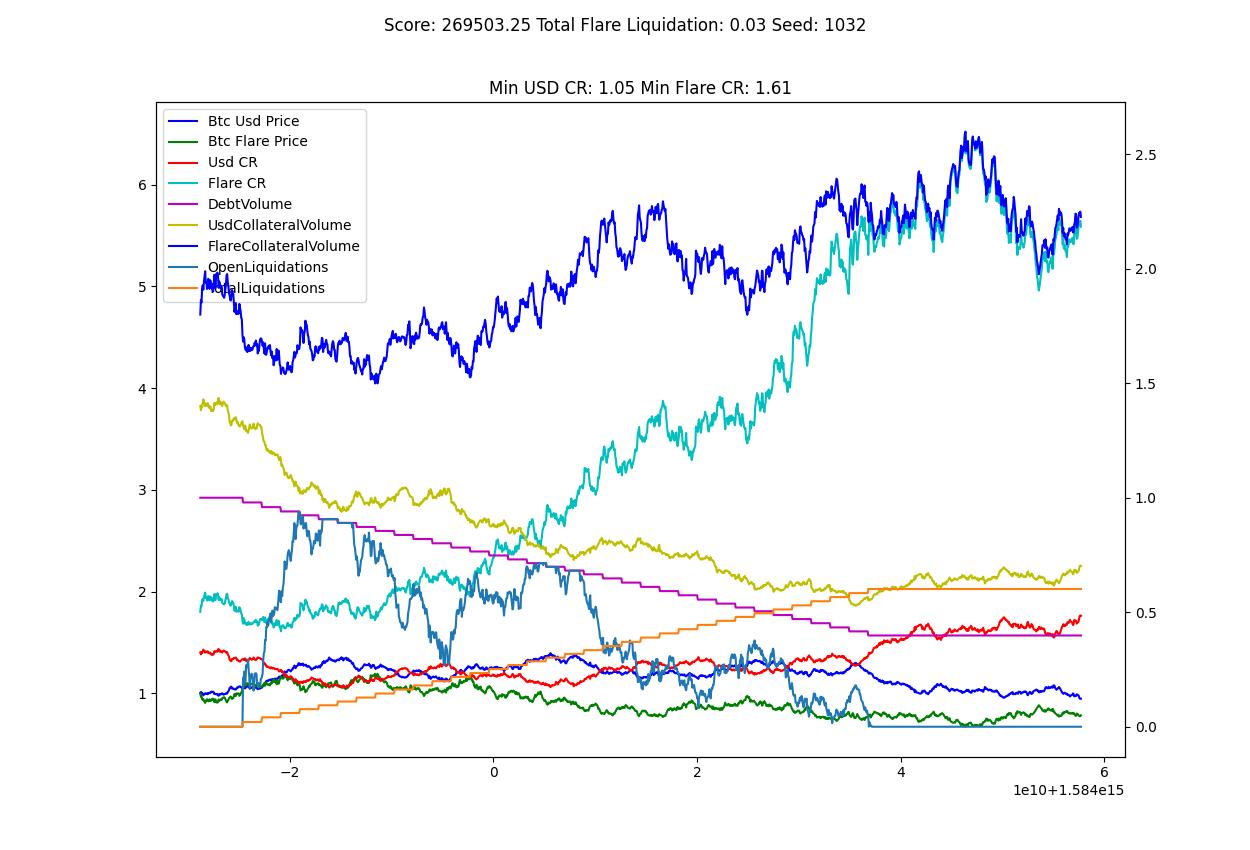 Score: 269503.25 Total Flare Liquidation: 0.03 Seed: 1032
Min USD CR: 1.05 Min Flare CR: 1.61
Btc Usd Price
Btc Flare Price
Usd CR
Flare CR
DebtVolume
UsdCollateralVolume
FlareCollateralVolume
OpenLiquidations
TotalLiquidations
6
5
4
3
2
1
2.5
2.0
1.5
1.0
0.5
0.0
−2
0
2
4
6
1e10+1.584e15